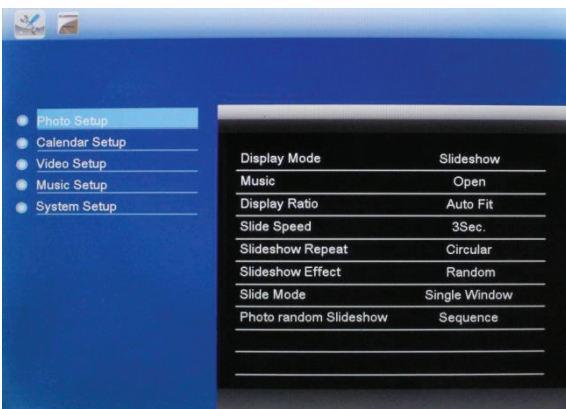 Photo Setup
Calendar Setup
Video Setup
Music Setup
System Setup
Display Mode Slideshow
Music Open
Display Ratio Auto Fit
Slide Speed 3Sec.
Slideshow Repeat Circular
Slideshow Effect Random
Slide Mode Single Window
Photo random Slideshow Sequence